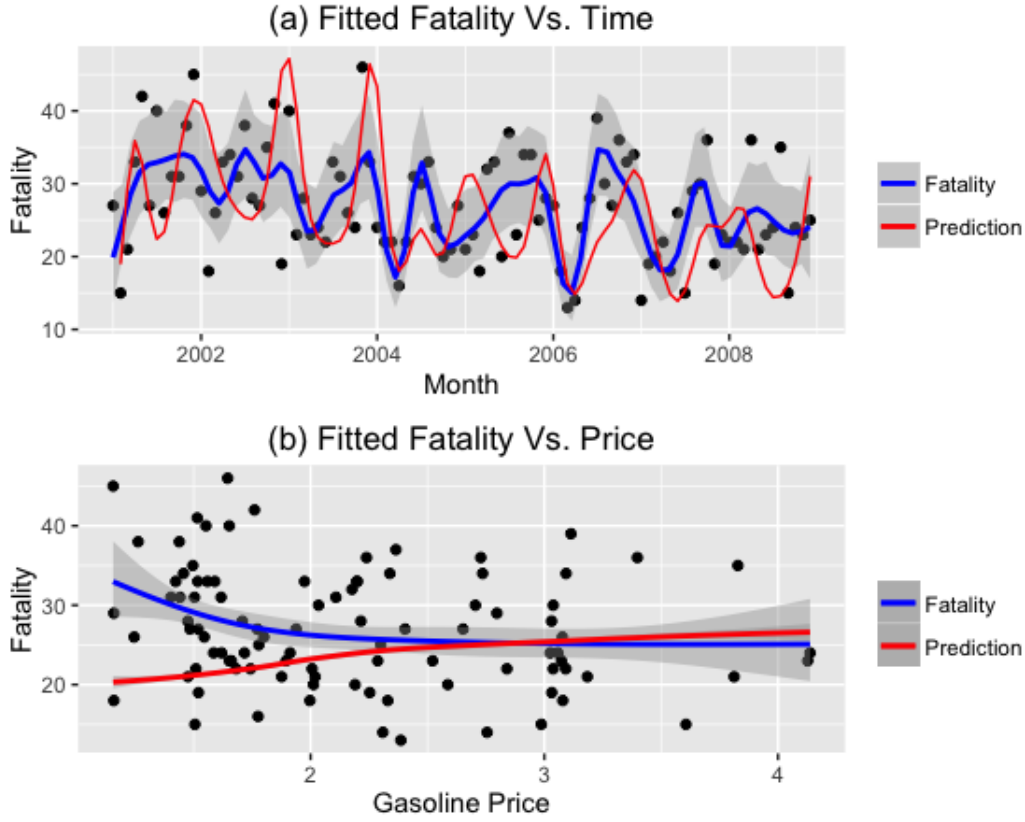 (a) Fitted Fatality Vs. Time
Fatality
40
30
20
10
2002 2004 2006 2008
Month
Fatality
Prediction
(b) Fitted Fatality Vs. Price
Fatality
40
30
20
2 3 4
Gasoline Price
Fatality
Prediction